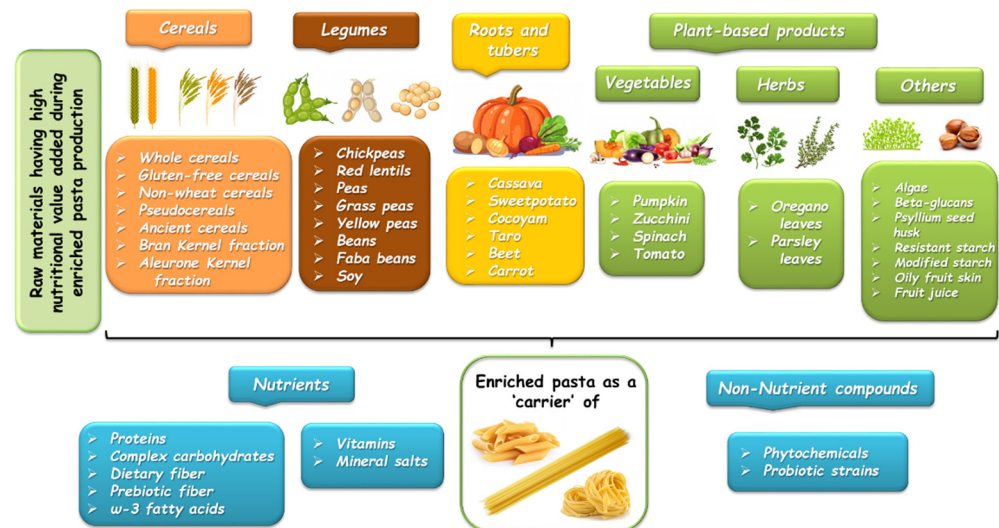 Raw materials having high
nutritional value added during
enriched pasta production
Cereals
Whole cereals
Gluten-free cereals
Non-wheat cereals
Pseudocereals
Ancient cereals
Bran Kernel fraction
Aleurone Kernel
fraction
Legumes
Chickpeas
Red lentils
Peas
Grass peas
Yellow peas
Beans
Faba beans
Soy
Roots and
tubers
Cassava
Sweetpotato
Cocoyam
Taro
Beet
Carrot
Plant-based products
Vegetables
Pumpkin
Zucchini
Spinach
Tomato
Herbs
Oregano
leaves
Parsley
leaves
Others
Algae
Beta-glucans
Psyllium seed
husk
Resistant starch
Modified starch
Oily fruit skin
Fruit juice
Nutrients
Proteins
Complex carbohydrates
Dietary fiber
Prebiotic fiber
ω-3 fatty acids
Vitamins
Mineral salts
Enriched pasta as a
‘carrier’ of
Non-Nutrient compounds
Phytochemicals
Probiotic strains